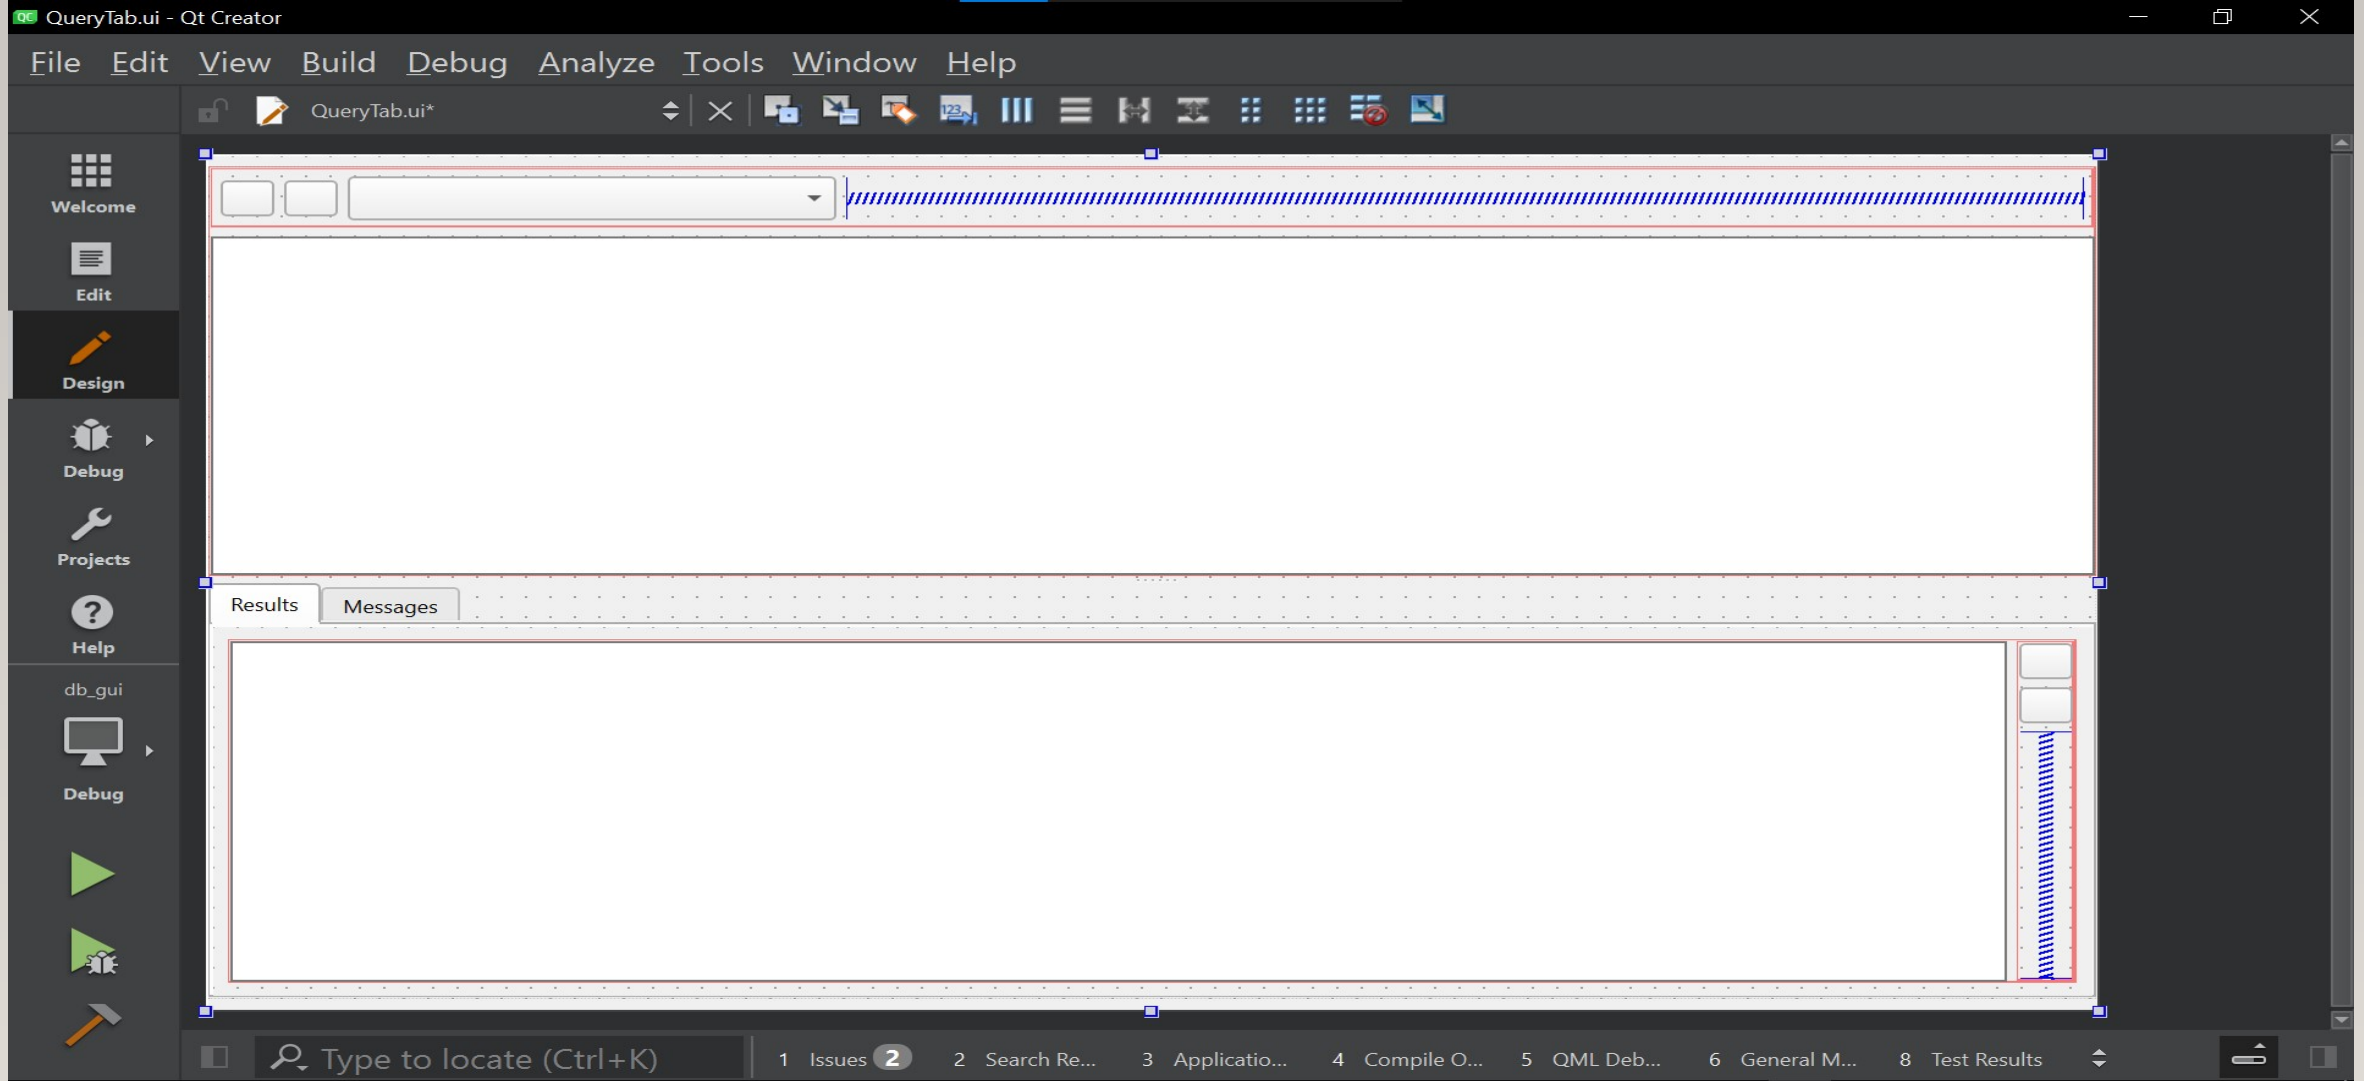 QC QueryTab.ui - Qt Creator
File Edit View Build Debug Analyze Tools Window Help
QueryTab.ui*
123
Welcome
Edit
Design
Debug
Projects
Help
db_gui
Debug
Results Messages
Type to locate (Ctrl+K)
1 Issues 2
2 Search Re...
3 Applicatio...
4 Compile O...
5 QML Deb...
6 General M...
8 Test Results